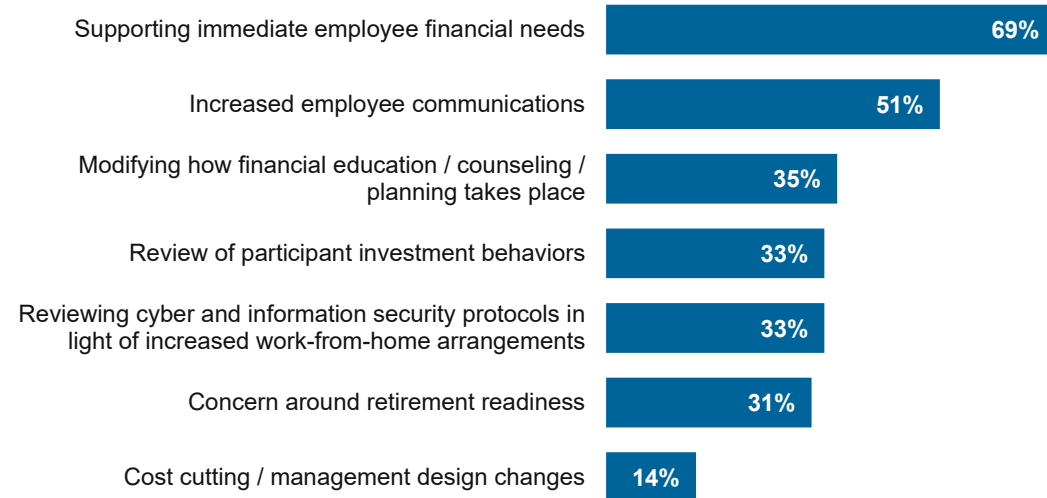 Supporting immediate employee financial needs 69%
Increased employee communications 51%
Modifying how financial education / counseling /
planning takes place 35%
Review of participant investment behaviors 33%
Reviewing cyber and information security protocols in
light of increased work-from-home arrangements 33%
Concern around retirement readiness 31%
Cost cutting / management design changes 14%